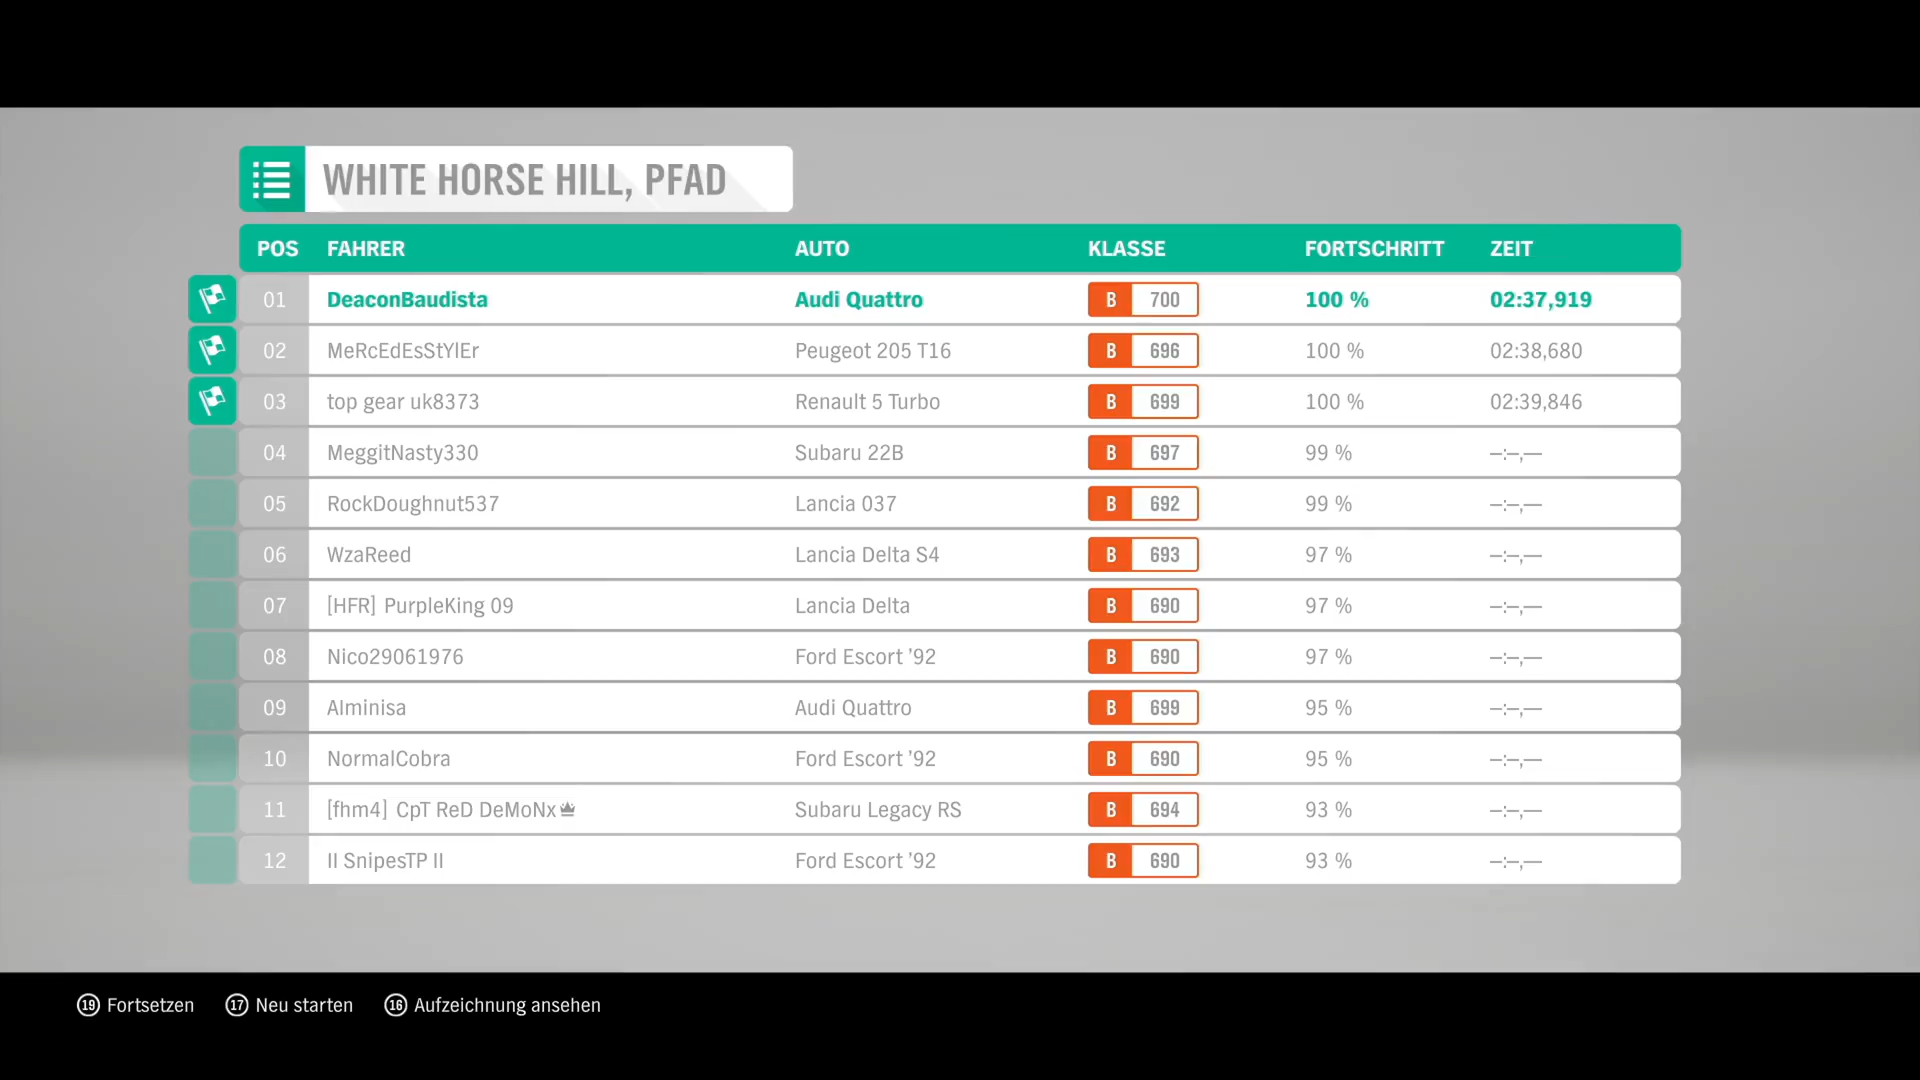 WHITE HORSE HILL, PFAD
POS FAHRER AUTO KLASSE FORTSCHRITT ZEIT
01 DeaconBaudista Audi Quattro B 700 100 % 02:37,919
02 MeRcEdEsStYlEr Peugeot 205 T16 B 696 100 % 02:38,680
03 top gear uk8373 Renault 5 Turbo B 699 100 % 02:39,846
04 MeggitNasty330 Subaru 22B B 697 99 % –:–,—
05 RockDoughnut537 Lancia 037 B 692 99 % –:–,—
06 WzaReed Lancia Delta S4 B 693 97 % –:–,—
07 [HFR] PurpleKing 09 Lancia Delta B 690 97 % –:–,—
08 Nico29061976 Ford Escort ’92 B 690 97 % –:–,—
09 Alminisa Audi Quattro B 699 95 % –:–,—
10 NormalCobra Ford Escort ’92 B 690 95 % –:–,—
11 [fhm4] CpT ReD DeMoNx Subaru Legacy RS B 694 93 % –:–,—
12 II SnipesTP II Ford Escort ’92 B 690 93 % –:–,—
19 Fortsetzen 17 Neu starten 16 Aufzeichnung ansehen